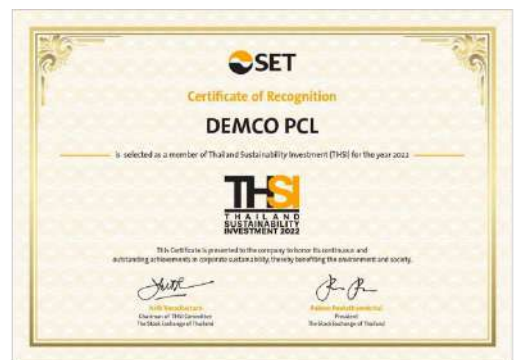 SET
Certificate of Recognition
DEMCO PCL
is selected as a member of Thailand Sustainability Investment (THSI) for the year 2022
THSI
THAILAND
SUSTAINABILITY
INVESTMENT 2022
This Certificate is presented to the company to honor its continuous and
outstanding achievements in corporate sustainability, thereby benefiting the environment and society.
Chairman of THSI Committee
President
The Stock Exchange of Thailand
The Stock Exchange of Thailand